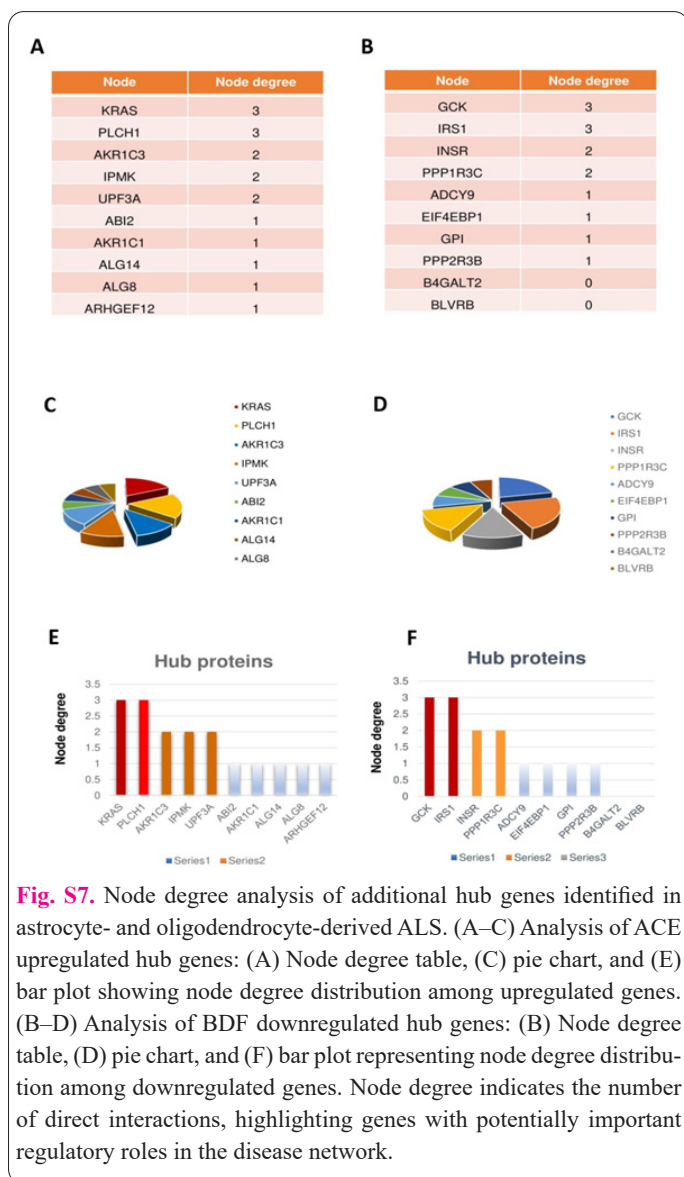 A
Node Node degree
KRAS 3
PLCH1 3
AKR1C3 2
IPMK 2
UPF3A 2
ABI2 1
AKR1C1 1
ALG14 1
ALG8 1
ARHGEF12 1
B
Node Node degree
GCK 3
IRS1 3
INSR 2
PPP1R3C 2
ADCY9 1
EIF4EBP1 1
GPI 1
PPP2R3B 1
B4GALT2 0
BLVRB 0
C
KRAS
PLCH1
AKR1C3
IPMK
UPF3A
ABI2
AKR1C1
ALG14
ALG8
D
GCK
IRS1
INSR
PPP1R3C
ADCY9
EIF4EBP1
GPI
PPP2R3B
B4GALT2
BLVRB
E
Hub proteins
Node degree
3.5
3
2.5
2
1.5
1
0.5
0
KRAS
PLCH1
AKR1C3
IPMK
UPF3A
ABI2
AKR1C1
ALG14
ALG8
ARHGEF12
Series1 Series2
F
Hub proteins
Node degree
3.5
3
2.5
2
1.5
1
0.5
0
GCK
IRS1
INSR
PPP1R3C
ADCY9
EIF4EBP1
GPI
PPP2R3B
B4GALT2
BLVRB
Series1 Series2 Series3
Fig. S7. Node degree analysis of additional hub genes identified in
astrocyte- and oligodendrocyte-derived ALS. (A–C) Analysis of ACE
upregulated hub genes: (A) Node degree table, (C) pie chart, and (E)
bar plot showing node degree distribution among upregulated genes.
(B–D) Analysis of BDF downregulated hub genes: (B) Node degree
table, (D) pie chart, and (F) bar plot representing node degree distribu-
tion among downregulated genes. Node degree indicates the number
of direct interactions, highlighting genes with potentially important
regulatory roles in the disease network.